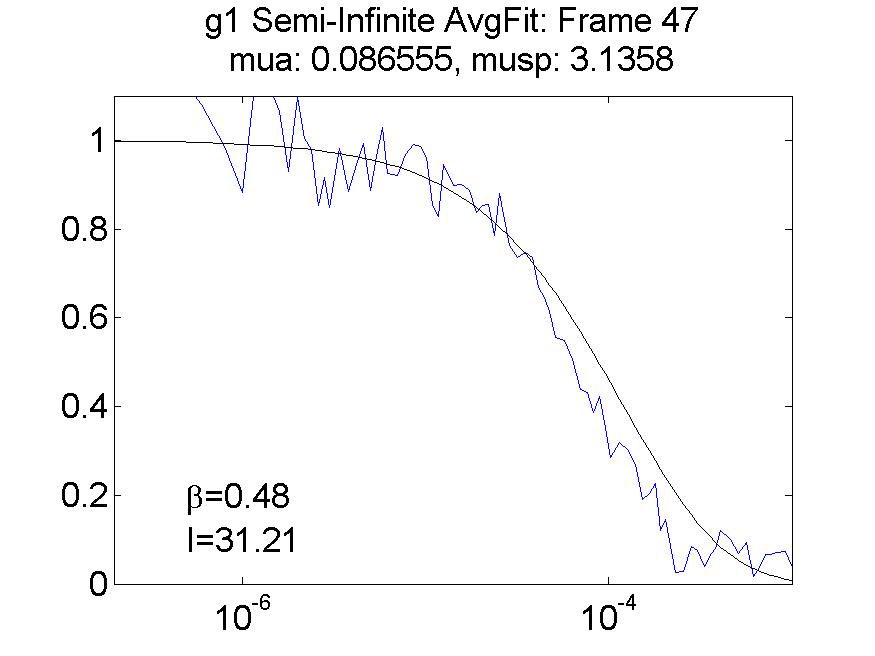 g1 Semi-Infinite AvgFit: Frame 47
mua: 0.086555, musp: 3.1358
1
0.8
0.6
0.4
0.2
0
β=0.48
I=31.21
10^-6
10^-4